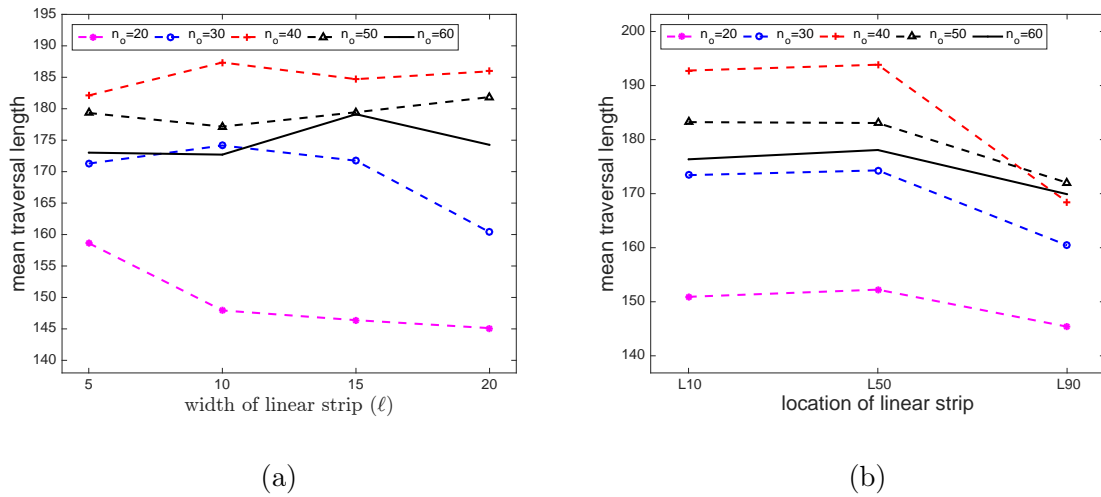 n_o=20 n_o=30 n_o=40 n_o=50 n_o=60
195
190
185
180
175
170
165
160
155
150
145
140
5 10 15 20
mean traversal length
width of linear strip (ℓ)
(a)
n_o=20 n_o=30 n_o=40 n_o=50 n_o=60
200
190
180
170
160
150
140
L10 L50 L90
mean traversal length
location of linear strip
(b)